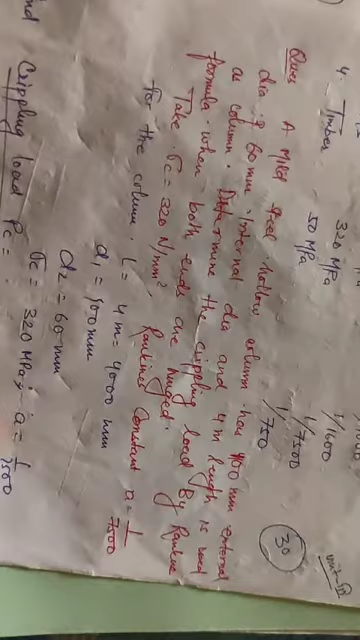 1/1600
320 MPa 1/7500
4. Timber 50 MPa 1/750
30
Ques A Mild steel hollow column has 100 mm external
dia & 60 mm internal dia and 4 m length is used
as column. Determine the crippling load By Rankine
formula when both ends are hinged.
Take σc = 320 N/mm², Rankines Constant a = 1/7500
for the column, L = 4 m = 4000 mm
d1 = 100 mm
d2 = 60 mm
σc = 320 MPa; a = 1/7500
Crippling load Pc =